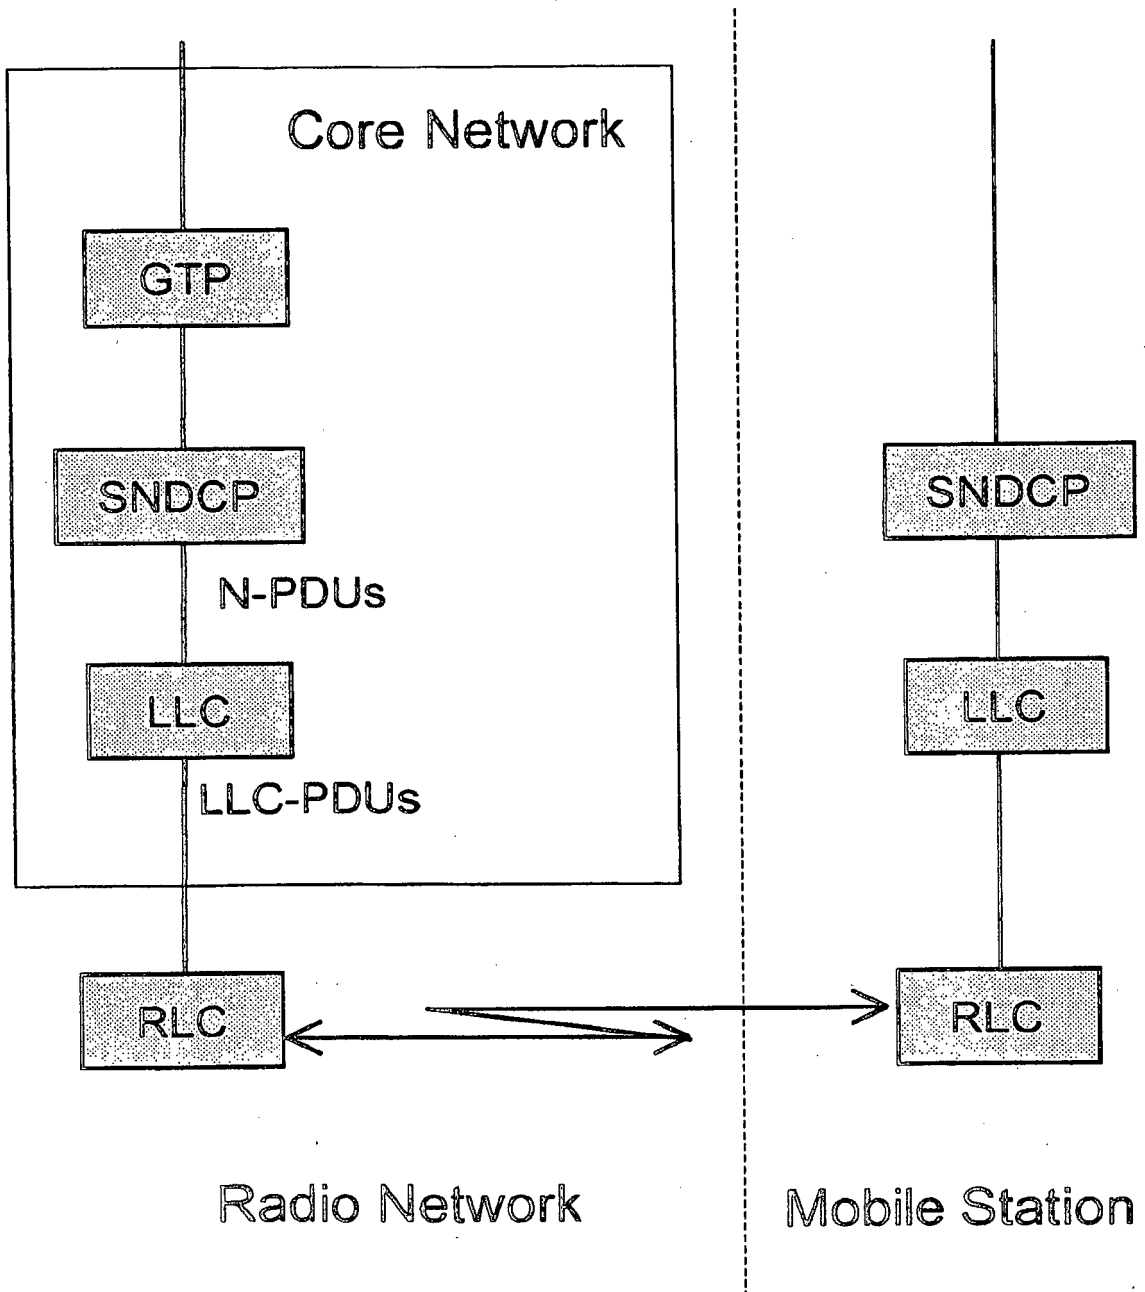 Core Network
GTP
SNDCP
N-PDUs
LLC
LLC-PDUs
RLC
Radio Network
SNDCP
LLC
RLC
Mobile Station